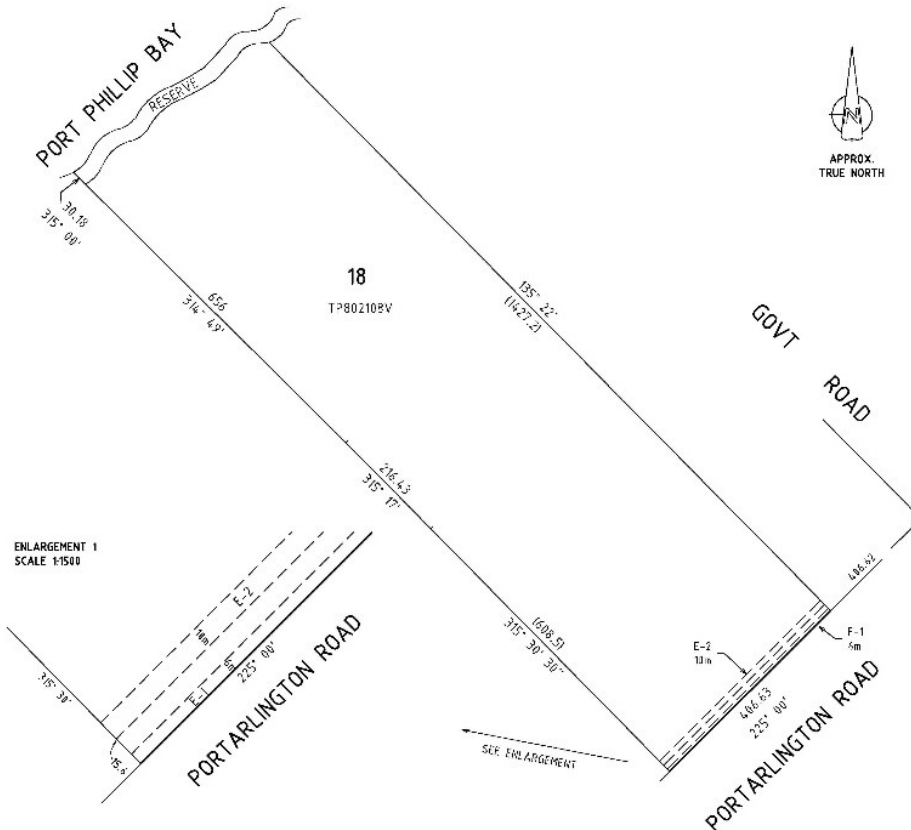 PORT PHILLIP BAY
RESERVE
N
APPROX.
TRUE NORTH
30.18
315° 00'
18
TP802108V
656
314° 49'
135° 22'
(1427.2)
GOVT
ROAD
216.43
315° 17'
(608.5)
315° 30' 30"
406.62
E-2
10m
E-1
6m
406.63
225° 00'
PORTARLINGTON ROAD
SEE ENLARGEMENT
ENLARGEMENT 1
SCALE 1:1500
E-2
10m
6m
E-1
225° 00'
315° 30'
15.6
PORTARLINGTON ROAD